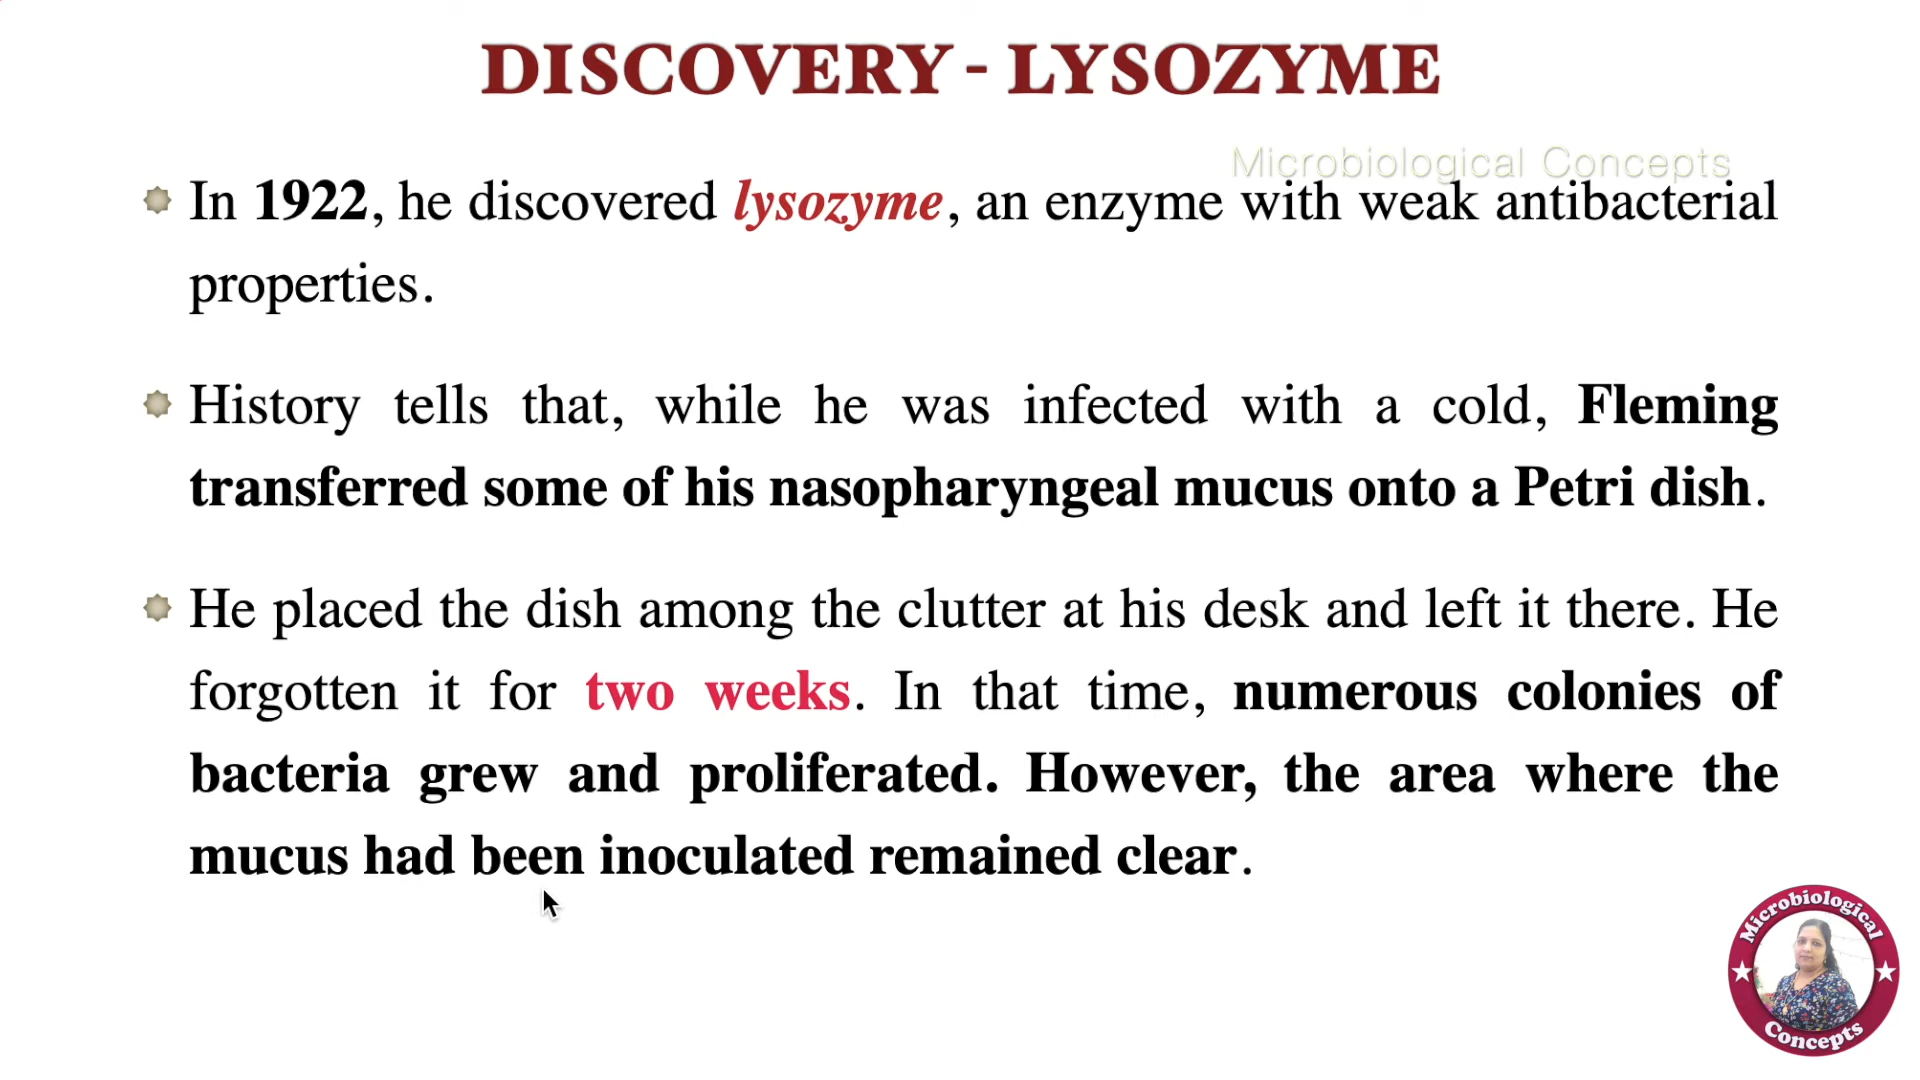 DISCOVERY - LYSOZYME
Microbiological Concepts
In 1922, he discovered lysozyme, an enzyme with weak antibacterial
properties.
History tells that, while he was infected with a cold, Fleming
transferred some of his nasopharyngeal mucus onto a Petri dish.
He placed the dish among the clutter at his desk and left it there. He
forgotten it for two weeks. In that time, numerous colonies of
bacteria grew and proliferated. However, the area where the
mucus had been inoculated remained clear.
Microbiological
Concepts